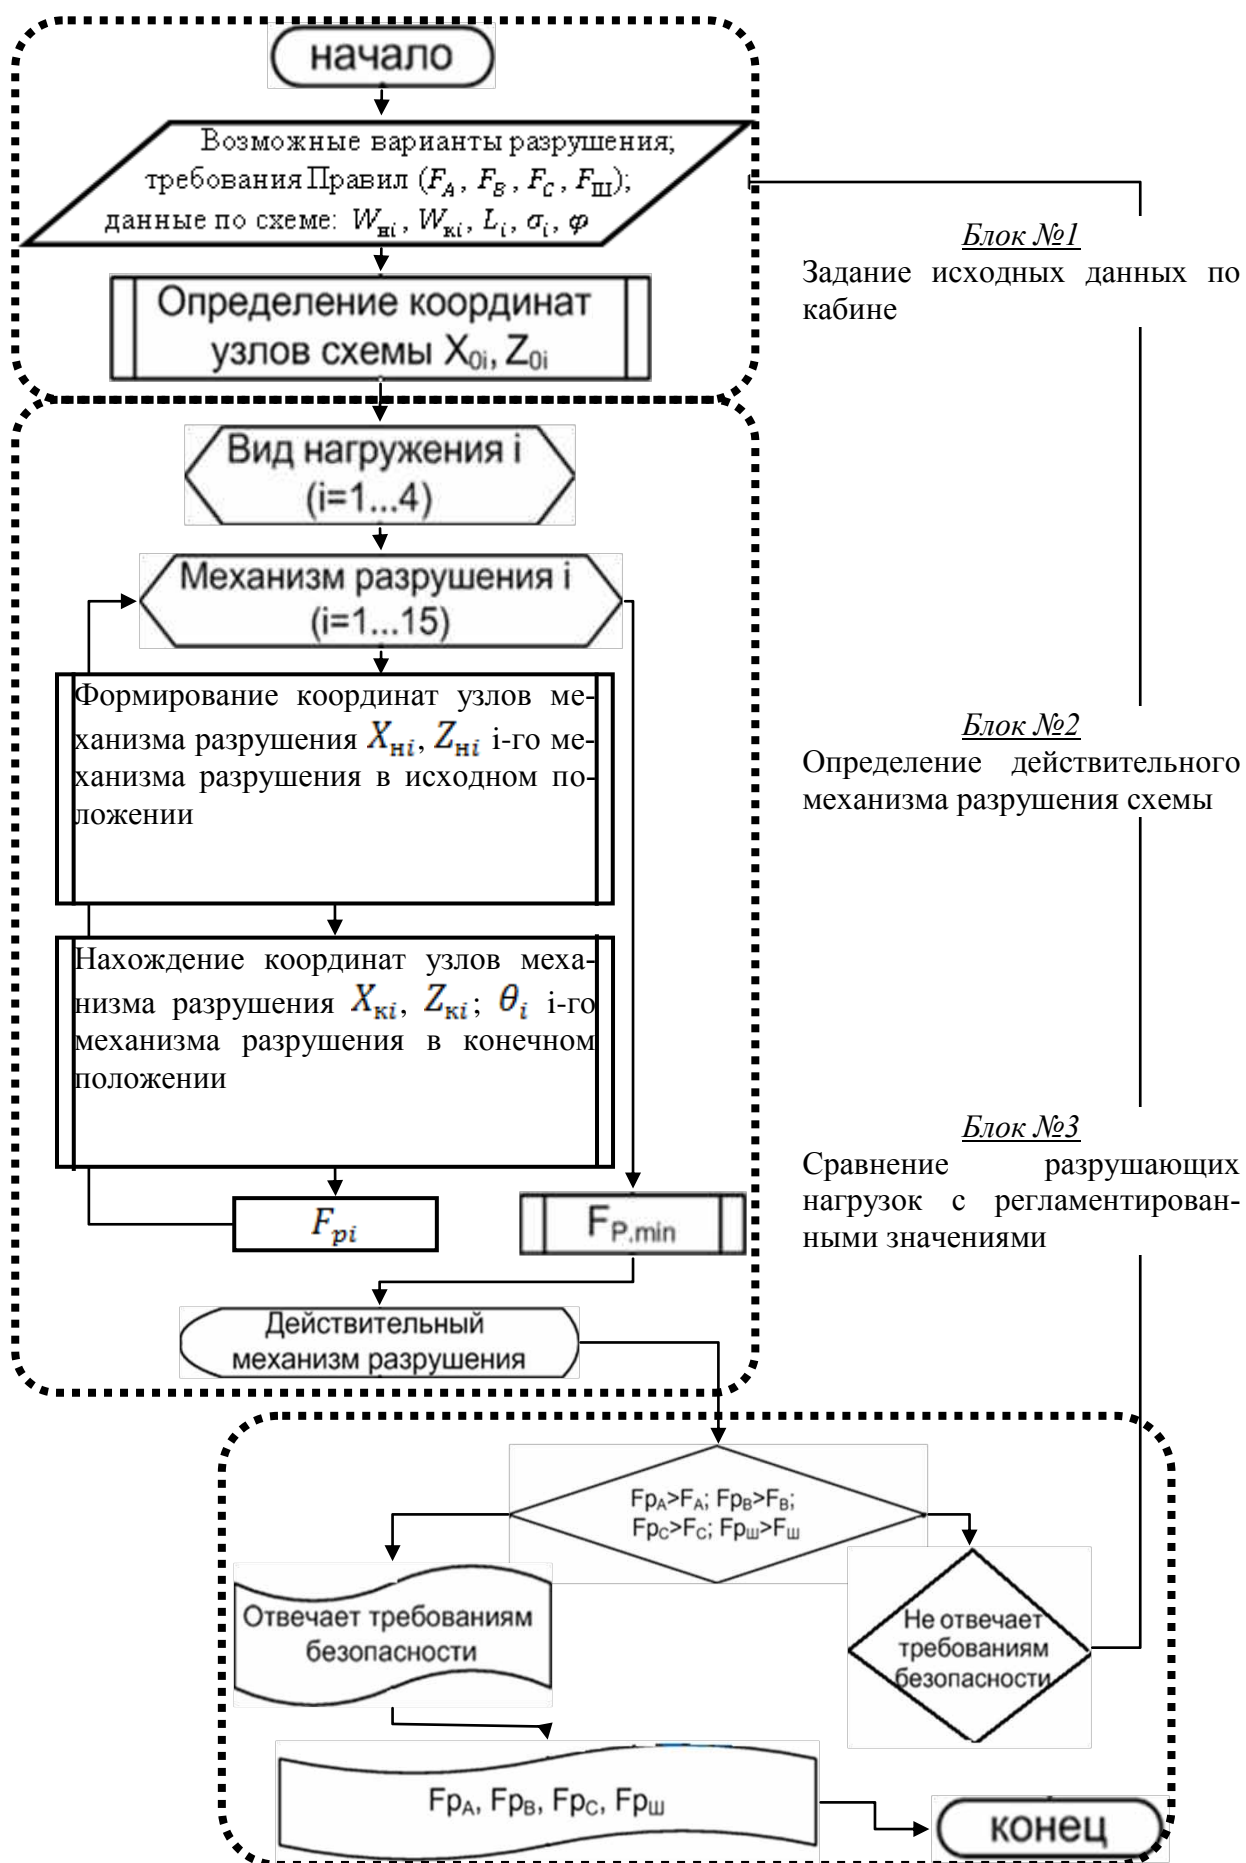 начало
Возможные варианты разрушения;
требования Правил (F_A, F_B, F_C, F_Ш);
данные по схеме: W_нi, W_кi, L_i, σ_i, φ
Определение координат
узлов схемы X_0i, Z_0i
Блок №1
Задание исходных данных по
кабине
Вид нагружения i
(i=1...4)
Механизм разрушения i
(i=1...15)
Формирование координат узлов ме-
ханизма разрушения X_нi, Z_нi i-го ме-
ханизма разрушения в исходном по-
ложении
Нахождение координат узлов меха-
низма разрушения X_кi, Z_кi; θ_i i-го
механизма разрушения в конечном
положении
F_pi
F_P.min
Действительный
механизм разрушения
Блок №2
Определение действительного
механизма разрушения схемы
Блок №3
Сравнение разрушающих
нагрузок с регламентирован-
ными значениями
Fp_A>F_A; Fp_B>F_B;
Fp_C>F_C; Fp_Ш>F_Ш
Отвечает требованиям
безопасности
Не отвечает
требованиям
безопасности
Fp_A, Fp_B, Fp_C, Fp_Ш
конец